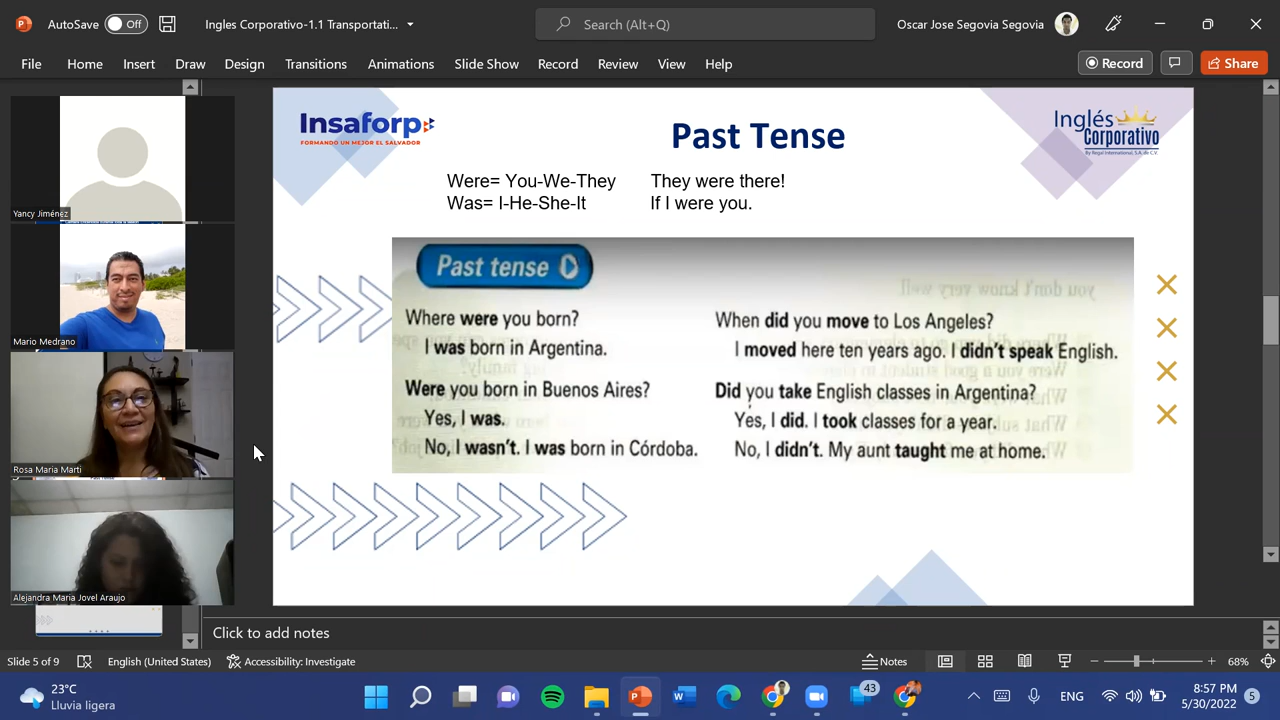 AutoSave Off Ingles Corporativo-1.1 Transportati... Search (Alt+Q) Oscar Jose Segovia Segovia
File Home Insert Draw Design Transitions Animations Slide Show Record Review View Help Record Share
Yancy Jiménez
Mario Medrano
Rosa Maria Marti
Alejandra Maria Jovel Araujo
Insaforp
FORMANDO UN MEJOR EL SALVADOR
Past Tense
Inglés
Corporativo
By Regal International, S.A. de C.V.
Were= You-We-They They were there!
Was= I-He-She-It If I were you.
Past tense
Where were you born?
I was born in Argentina.
Were you born in Buenos Aires?
Yes, I was.
No, I wasn't. I was born in Córdoba.
When did you move to Los Angeles?
I moved here ten years ago. I didn't speak English.
Did you take English classes in Argentina?
Yes, I did. I took classes for a year.
No, I didn't. My aunt taught me at home.
Click to add notes
Slide 5 of 9 English (United States) Accessibility: Investigate Notes 68%
23°C
Lluvia ligera
43
ENG
8:57 PM
5/30/2022
5